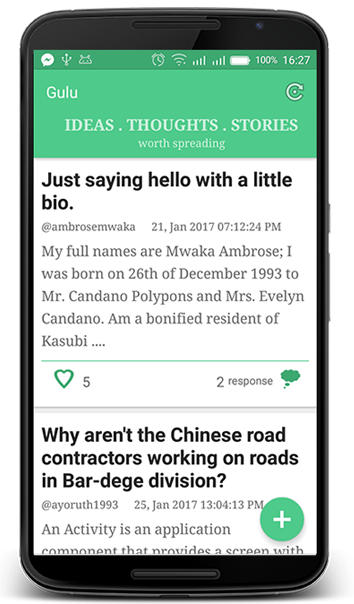 100% 16:27
Gulu
IDEAS . THOUGHTS . STORIES
worth spreading
Just saying hello with a little
bio.
@ambrosemwaka 21, Jan 2017 07:12:24 PM
My full names are Mwaka Ambrose; I
was born on 26th of December 1993 to
Mr. Candano Polypons and Mrs. Evelyn
Candano. Am a bonified resident of
Kasubi ....
5 2 response
Why aren't the Chinese road
contractors working on roads
in Bar-dege division?
@ayoruth1993 25, Jan 2017 13:04:13 PM
An Activity is an application
component that provides a screen with